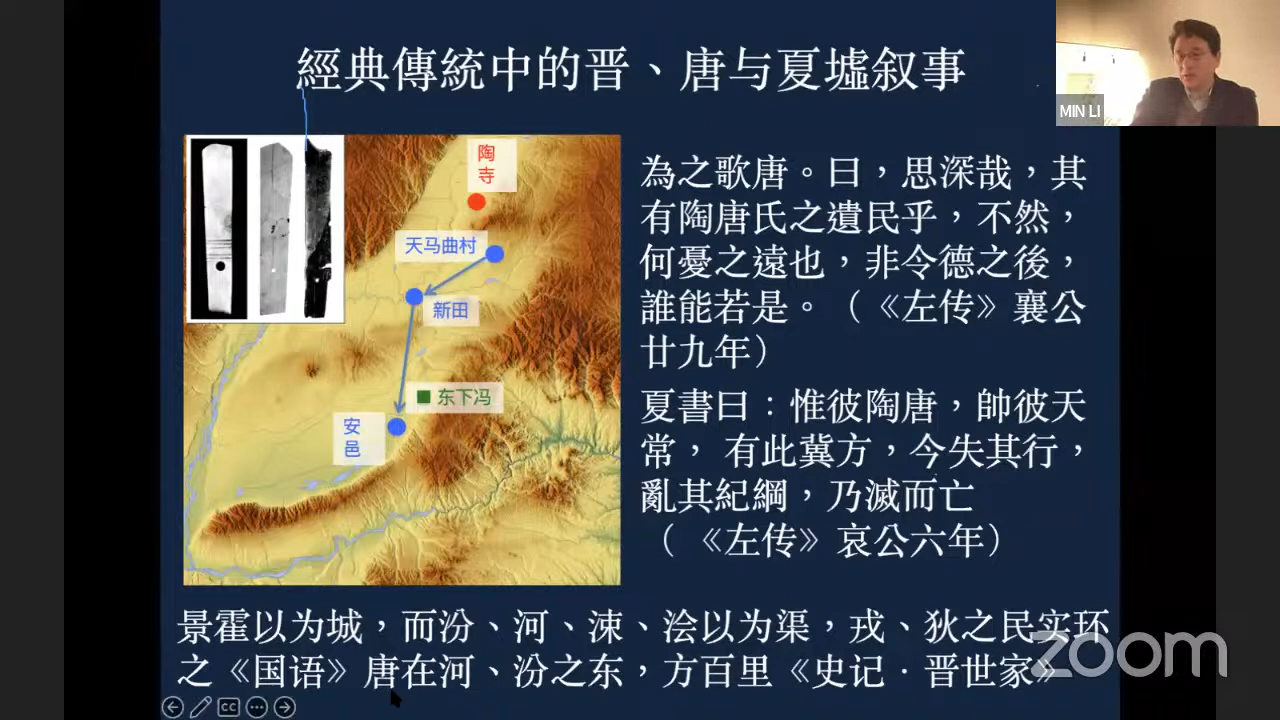 經典傳統中的晋、唐与夏墟叙事
MIN LI
陶
寺
天马曲村
新田
东下冯
安
邑
為之歌唐。曰，思深哉，其
有陶唐氏之遺民乎，不然，
何憂之遠也，非令德之後，
誰能若是。（《左传》襄公
廿九年）
夏書曰：惟彼陶唐，帥彼天
常， 有此冀方，今失其行，
亂其紀綱，乃滅而亡
（ 《左传》哀公六年）
景霍以为城，而汾、河、涑、浍以为渠，戎、狄之民实环
之《国语》唐在河、汾之东，方百里《史记．晋世家》
zoom
CC